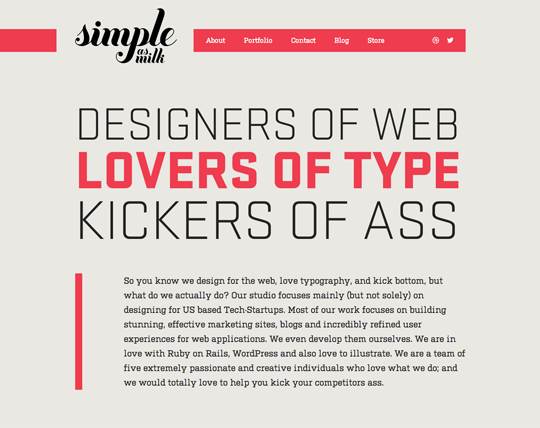 simple
as
milk
About Portfolio Contact Blog Store
DESIGNERS OF WEB
LOVERS OF TYPE
KICKERS OF ASS
So you know we design for the web, love typography, and kick bottom, but
what do we actually do? Our studio focuses mainly (but not solely) on
designing for US based Tech-Startups. Most of our work focuses on building
stunning, effective marketing sites, blogs and incredibly refined user
experiences for web applications. We even develop them ourselves. We are in
love with Ruby on Rails, WordPress and also love to illustrate. We are a team of
five extremely passionate and creative individuals who love what we do; and
we would totally love to help you kick your competitors ass.